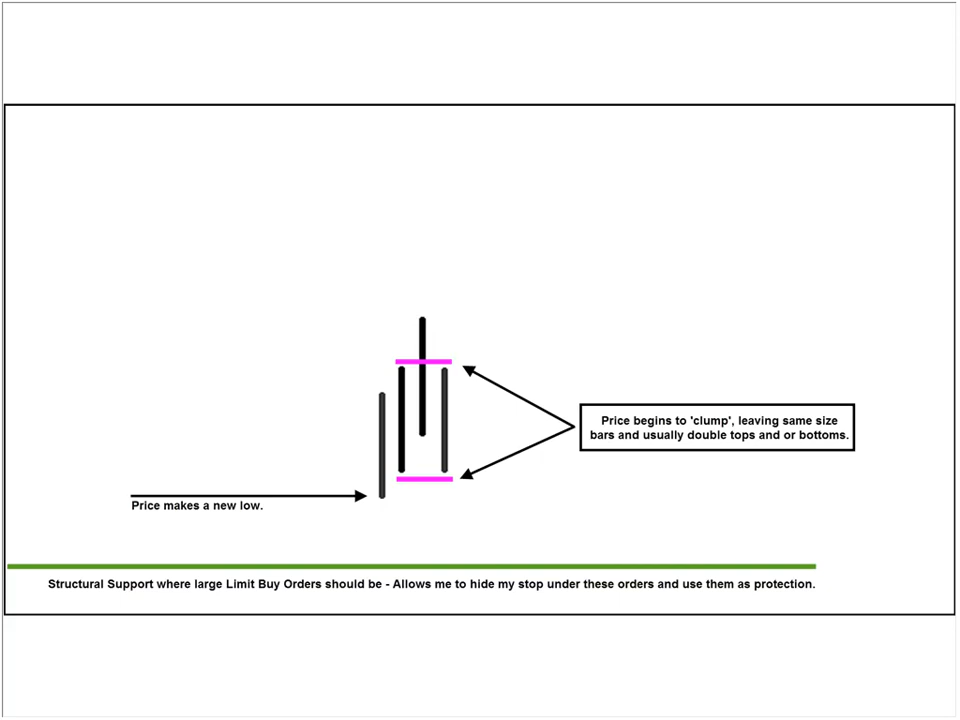 Price begins to 'clump', leaving same size
bars and usually double tops and or bottoms.
Price makes a new low.
Structural Support where large Limit Buy Orders should be - Allows me to hide my stop under these orders and use them as protection.